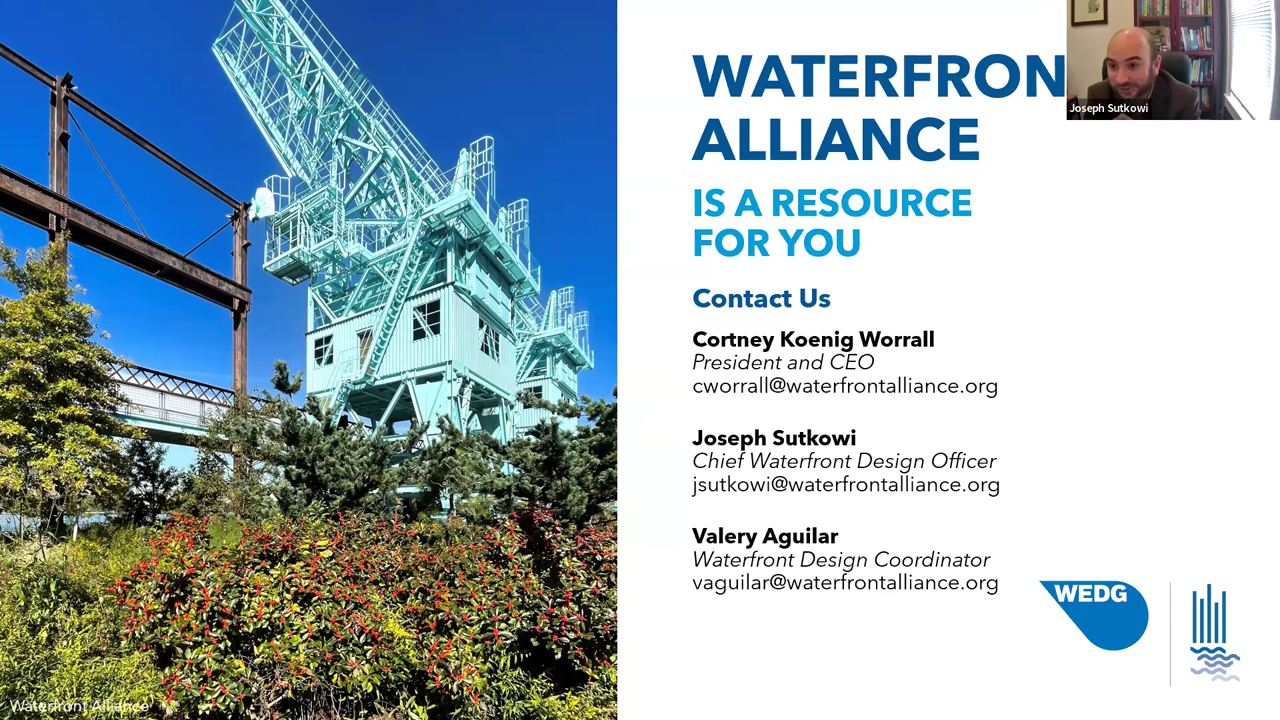 WATERFRON
ALLIANCE
IS A RESOURCE
FOR YOU
Contact Us
Cortney Koenig Worrall
President and CEO
cworrall@waterfrontalliance.org
Joseph Sutkowi
Chief Waterfront Design Officer
jsutkowi@waterfrontalliance.org
Valery Aguilar
Waterfront Design Coordinator
vaguilar@waterfrontalliance.org
WEDG
Joseph Sutkowi
Waterfront Alliance